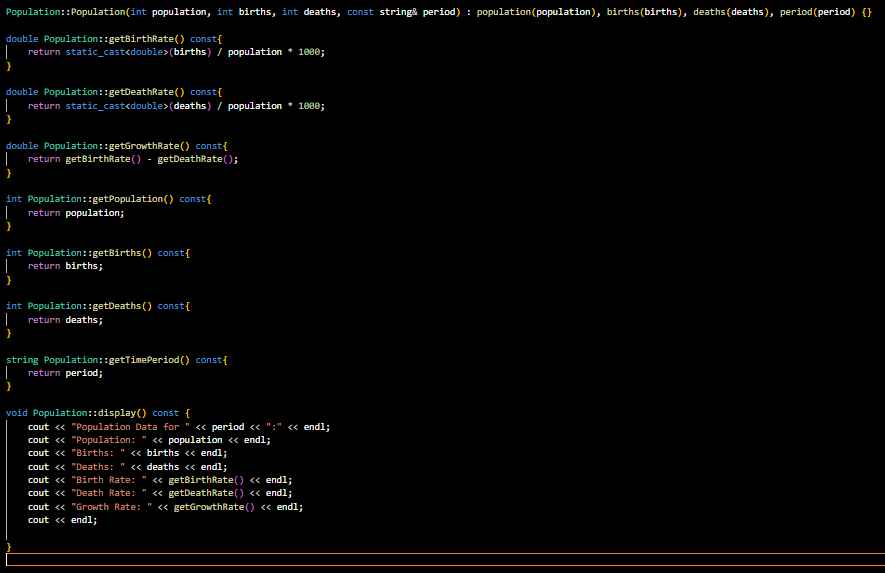 Population::Population(int population, int births, int deaths, const string& period) : population(population), births(births), deaths(deaths), period(period) {}
double Population::getBirthRate() const{
    return static_cast<double>(births) / population * 1000;
}
double Population::getDeathRate() const{
    return static_cast<double>(deaths) / population * 1000;
}
double Population::getGrowthRate() const{
    return getBirthRate() - getDeathRate();
}
int Population::getPopulation() const{
    return population;
}
int Population::getBirths() const{
    return births;
}
int Population::getDeaths() const{
    return deaths;
}
string Population::getTimePeriod() const{
    return period;
}
void Population::display() const {
    cout << "Population Data for " << period << ":" << endl;
    cout << "Population: " << population << endl;
    cout << "Births: " << births << endl;
    cout << "Deaths: " << deaths << endl;
    cout << "Birth Rate: " << getBirthRate() << endl;
    cout << "Death Rate: " << getDeathRate() << endl;
    cout << "Growth Rate: " << getGrowthRate() << endl;
    cout << endl;
}